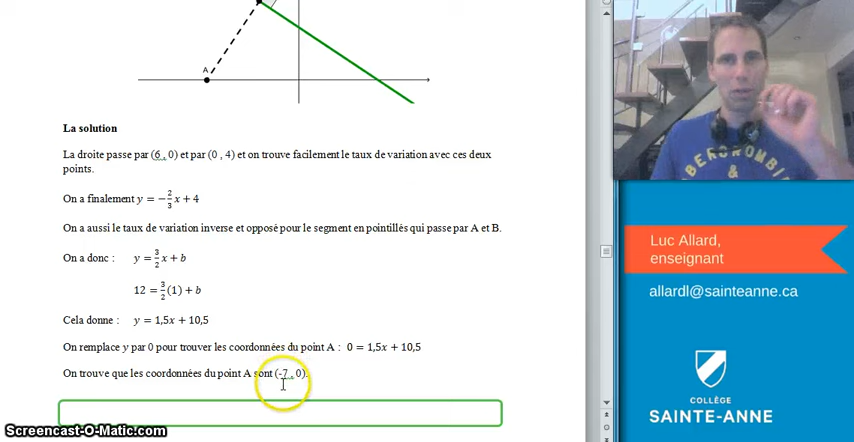 A
La solution
La droite passe par (6 , 0) et par (0 , 4) et on trouve facilement le taux de variation avec ces deux
points.
On a finalement y = −2/3 x + 4
On a aussi le taux de variation inverse et opposé pour le segment en pointillés qui passe par A et B.
On a donc : y = 3/2 x + b
12 = 3/2 (1) + b
Cela donne : y = 1,5x + 10,5
On remplace y par 0 pour trouver les coordonnées du point A : 0 = 1,5x + 10,5
On trouve que les coordonnées du point A sont (-7 , 0).
ABERCROMBIE
Luc Allard,
enseignant
allardl@sainteanne.ca
COLLÈGE
SAINTE-ANNE
Screencast-O-Matic.com